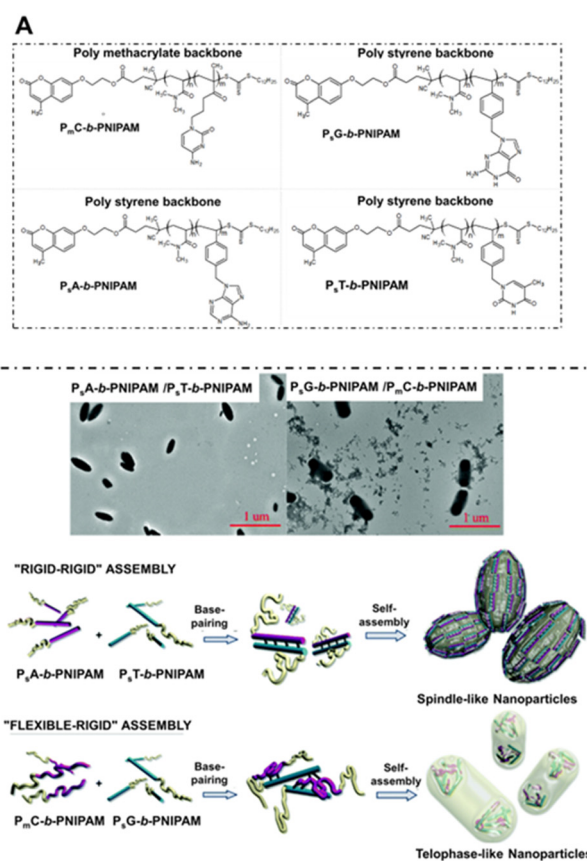 A
Poly methacrylate backbone
Poly styrene backbone
PmC-b-PNIPAM
PsG-b-PNIPAM
Poly styrene backbone
Poly styrene backbone
PsA-b-PNIPAM
PsT-b-PNIPAM
PsA-b-PNIPAM /PsT-b-PNIPAM
PsG-b-PNIPAM /PmC-b-PNIPAM
1 um
1 um
"RIGID-RIGID" ASSEMBLY
Base-
pairing
Self-
assembly
+
PsA-b-PNIPAM
PsT-b-PNIPAM
Spindle-like Nanoparticles
"FLEXIBLE-RIGID" ASSEMBLY
Base-
pairing
Self-
assembly
+
PmC-b-PNIPAM
PsG-b-PNIPAM
Telophase-like Nanoparticles